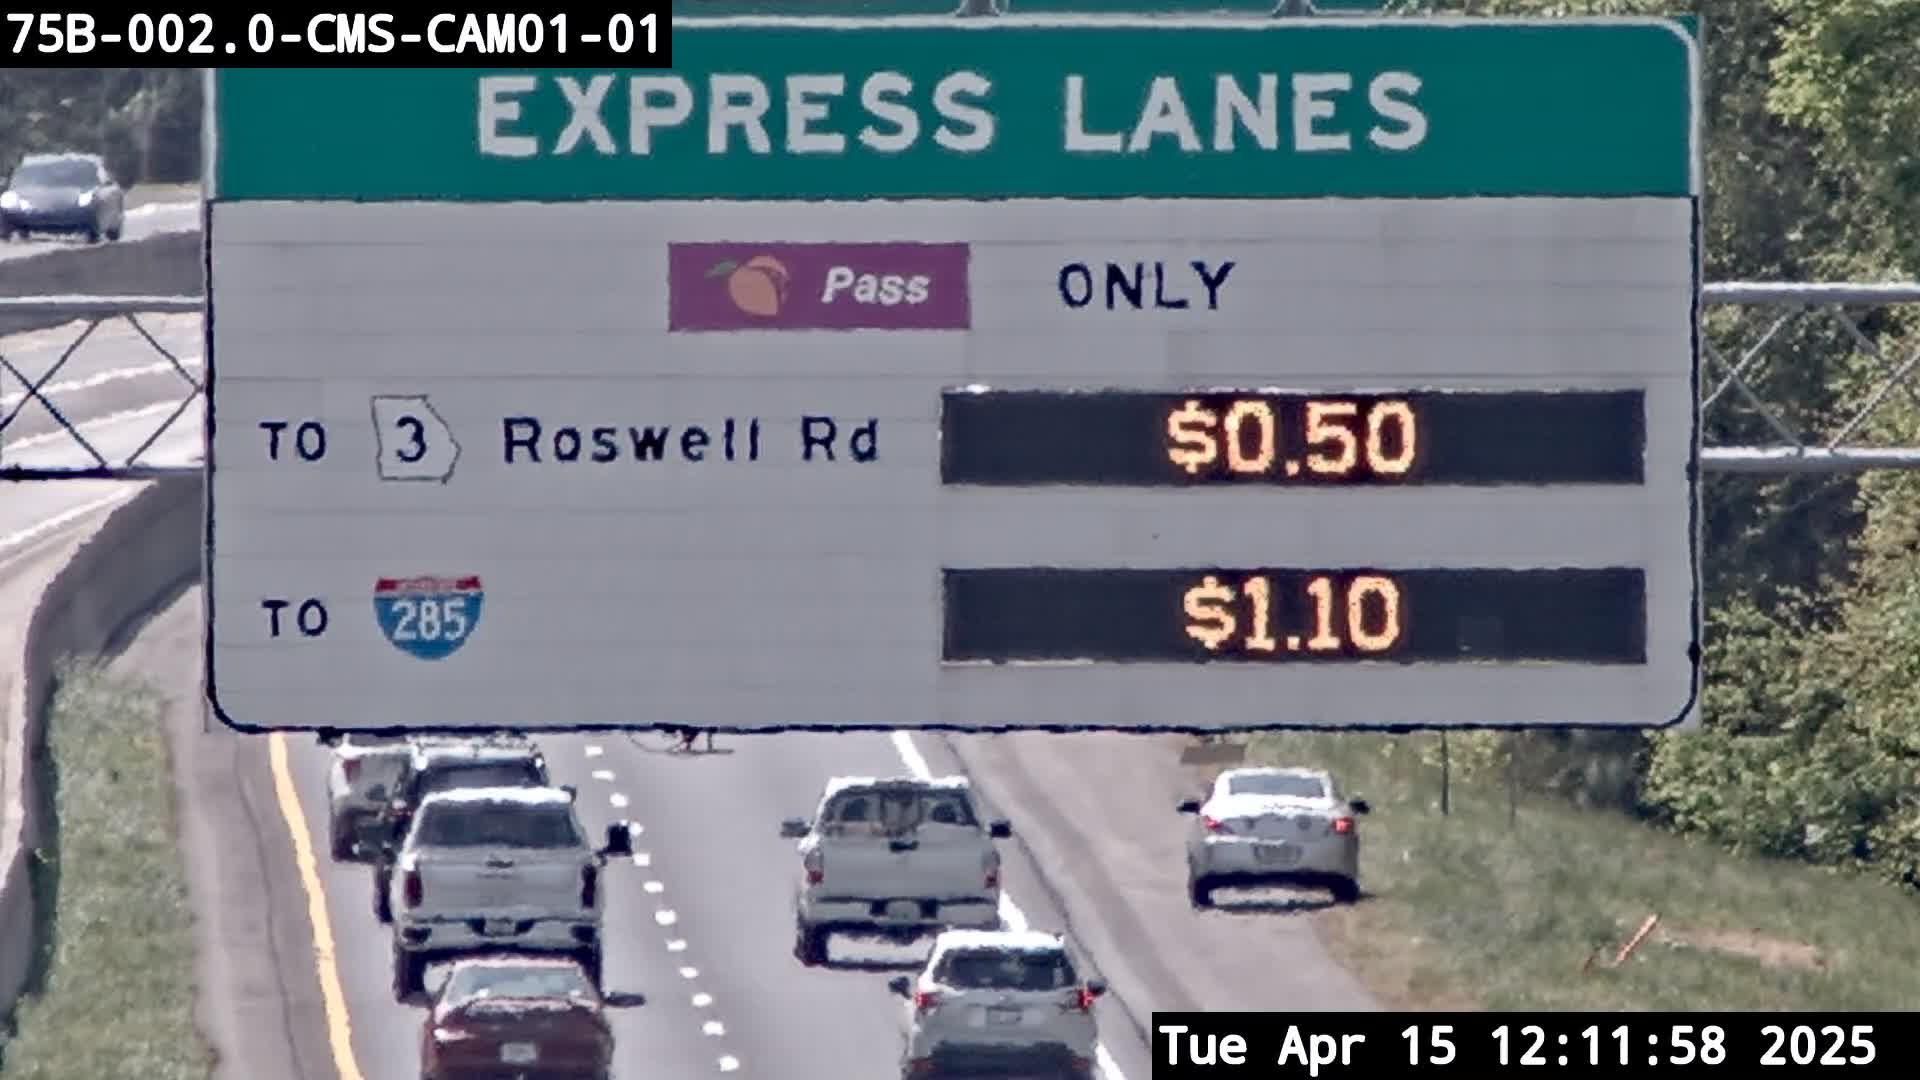 75B-002.0-CMS-CAM01-01
EXPRESS LANES
Pass ONLY
TO 3 Roswell Rd $0.50
TO 285 $1.10
Tue Apr 15 12:11:58 2025